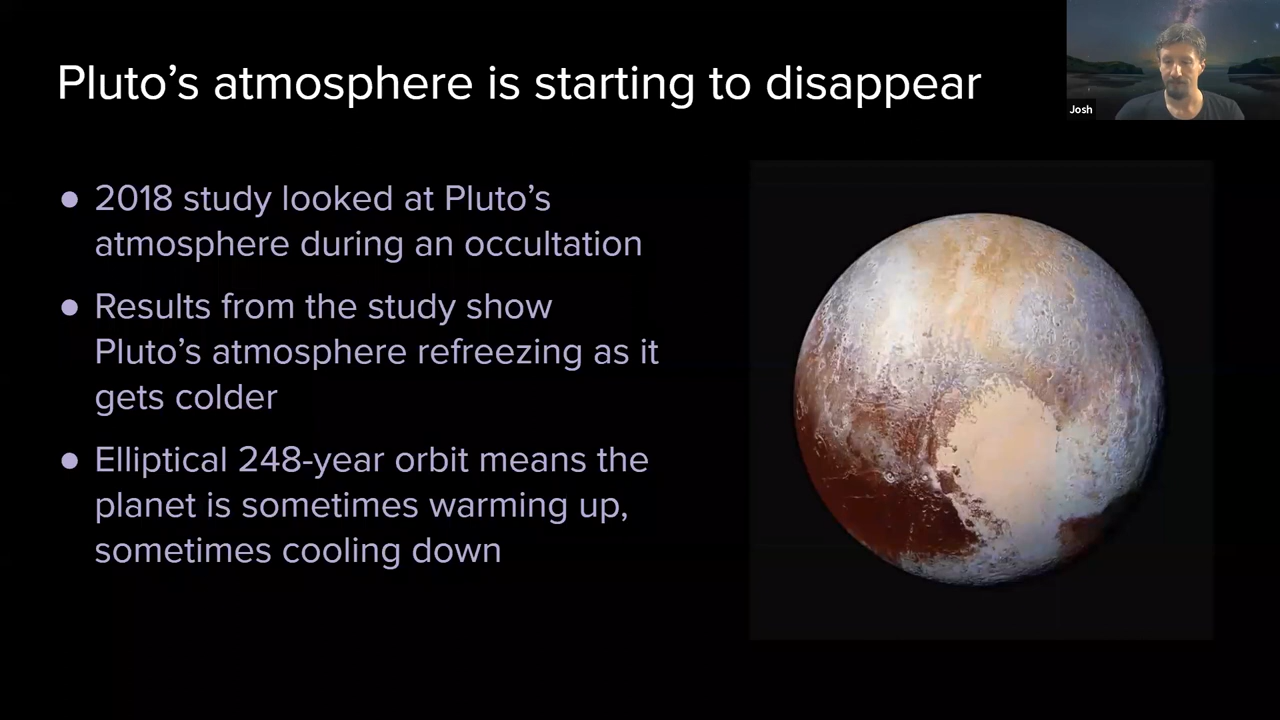 Pluto’s atmosphere is starting to disappear
Josh
● 2018 study looked at Pluto’s
atmosphere during an occultation
● Results from the study show
Pluto’s atmosphere refreezing as it
gets colder
● Elliptical 248-year orbit means the
planet is sometimes warming up,
sometimes cooling down